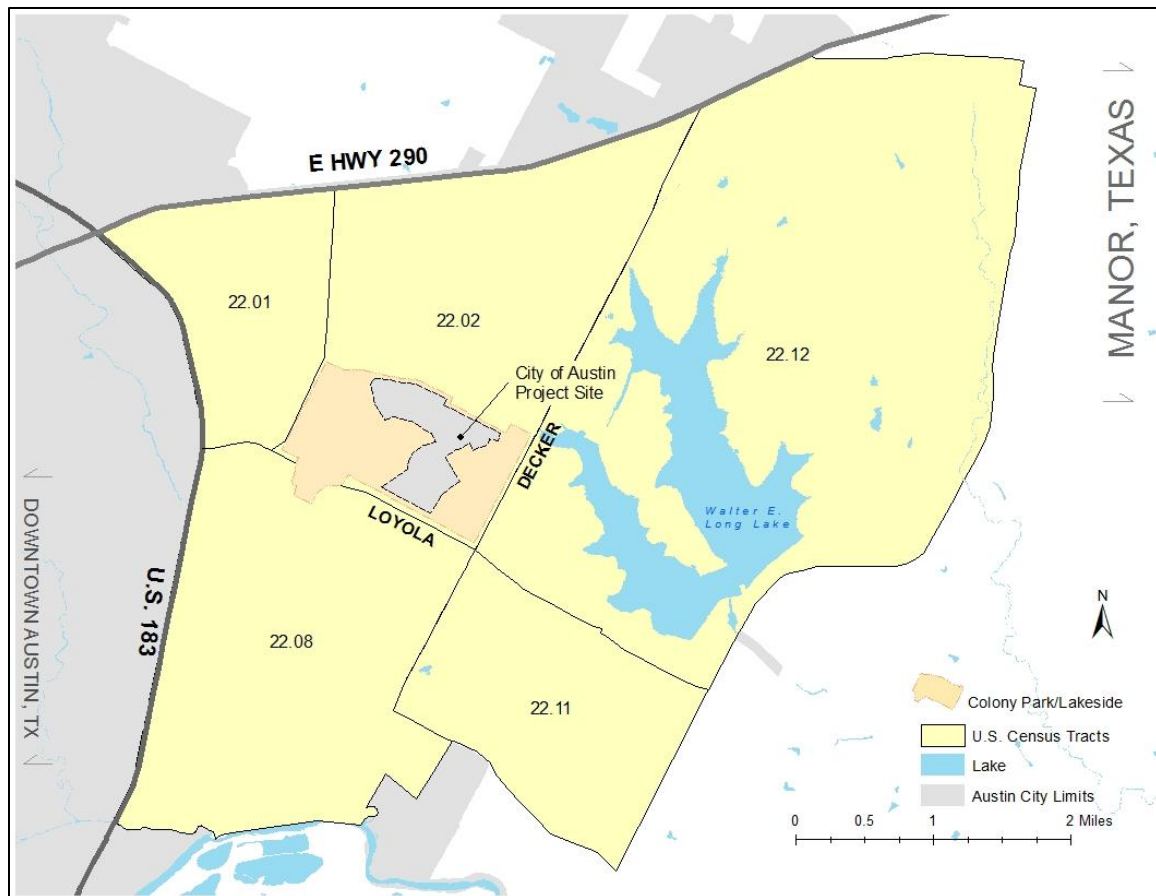 E HWY 290
MANOR, TEXAS
22.01
22.02
22.12
City of Austin
Project Site
DECKER
LOYOLA
Walter E.
Long Lake
DOWNTOWN AUSTIN, TX
U.S. 183
22.08
22.11
N
Colony Park/Lakeside
U.S. Census Tracts
Lake
Austin City Limits
0 0.5 1 2 Miles